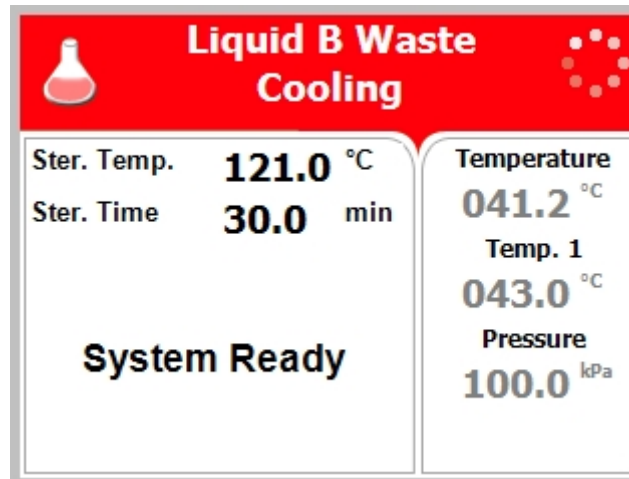 Liquid B Waste
Cooling
Ster. Temp. 121.0 °C
Ster. Time 30.0 min
System Ready
Temperature
041.2 °C
Temp. 1
043.0 °C
Pressure
100.0 kPa